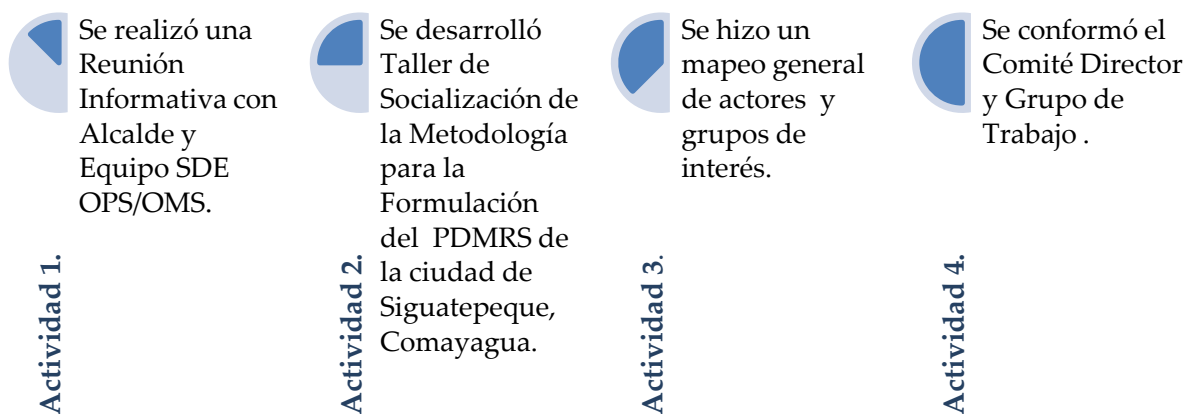 Actividad 1.
Se realizó una
Reunión
Informativa con
Alcalde y
Equipo SDE
OPS/OMS.
Actividad 2.
Se desarrolló
Taller de
Socialización de
la Metodología
para la
Formulación
del PDMRS de
la ciudad de
Siguatepeque,
Comayagua.
Actividad 3.
Se hizo un
mapeo general
de actores y
grupos de
interés.
Actividad 4.
Se conformó el
Comité Director
y Grupo de
Trabajo .